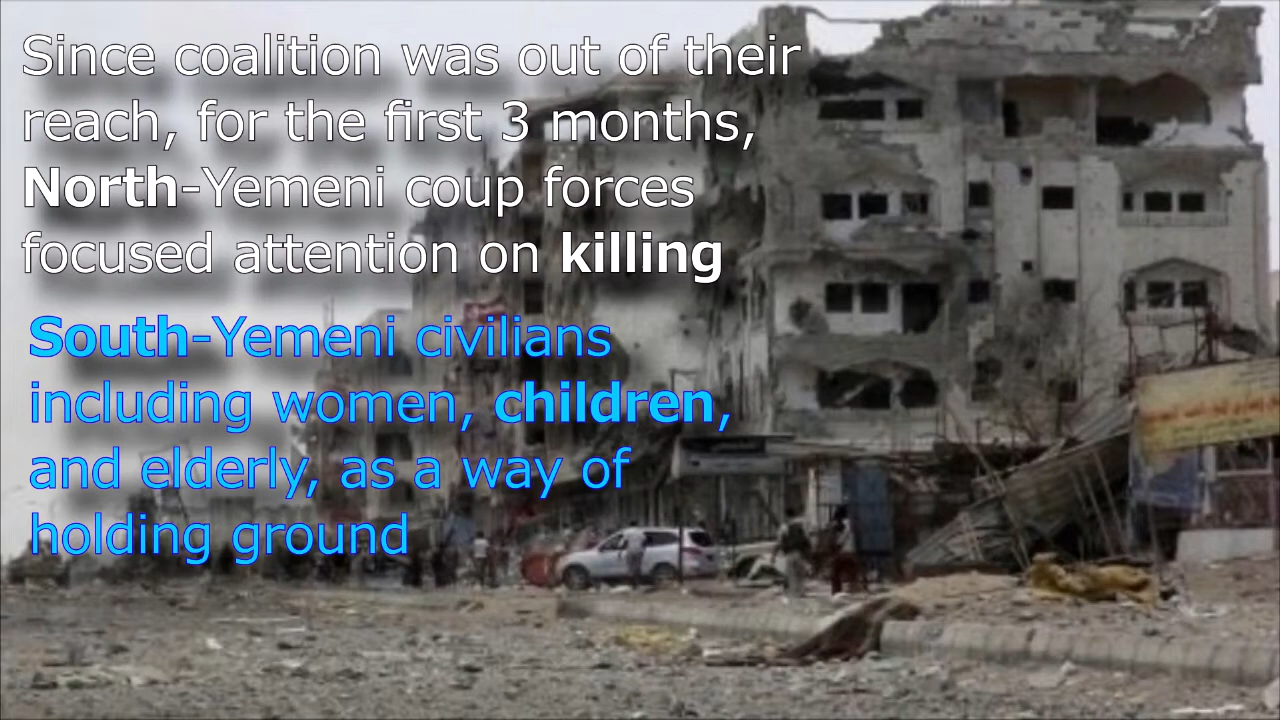 Since coalition was out of their
reach, for the first 3 months,
North-Yemeni coup forces
focused attention on killing
South-Yemeni civilians
including women, children,
and elderly, as a way of
holding ground